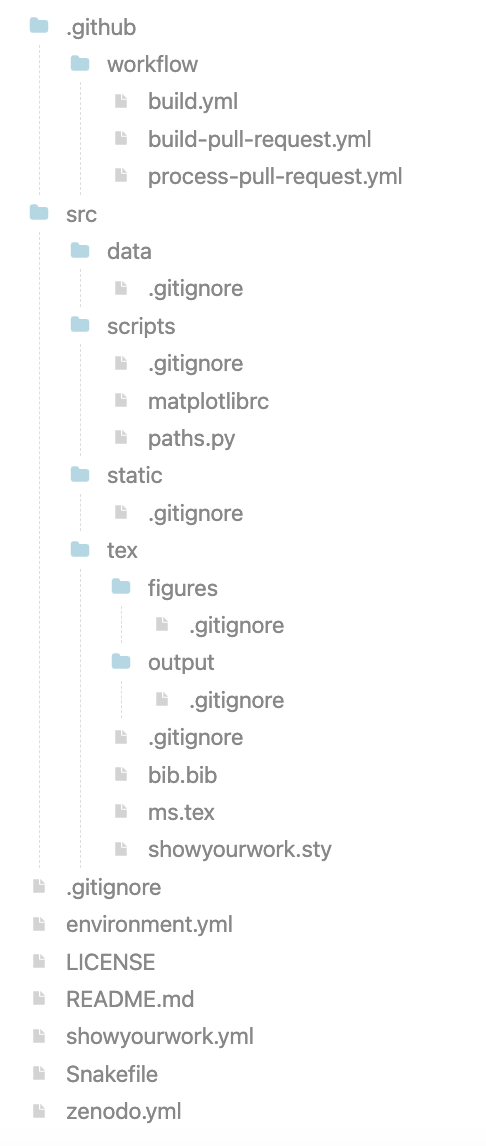 .github
workflow
build.yml
build-pull-request.yml
process-pull-request.yml
src
data
.gitignore
scripts
.gitignore
matplotlibrc
paths.py
static
.gitignore
tex
figures
.gitignore
output
.gitignore
.gitignore
bib.bib
ms.tex
showyourwork.sty
.gitignore
environment.yml
LICENSE
README.md
showyourwork.yml
Snakefile
zenodo.yml